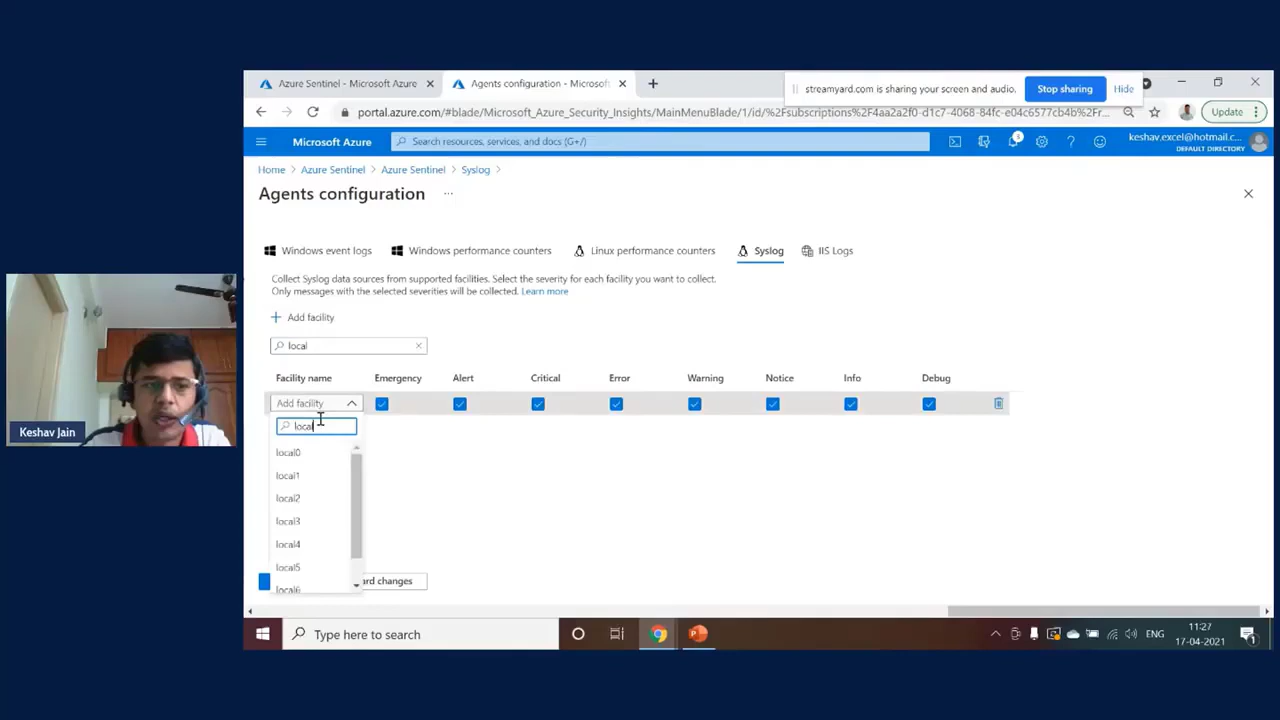 Azure Sentinel - Microsoft Azure
Agents configuration - Microsof
streamyard.com is sharing your screen and audio.
Stop sharing
Hide
portal.azure.com/#blade/Microsoft_Azure_Security_Insights/MainMenuBlade/1/id/%2Fsubscriptions%2F4aa2a2f0-d1c7-4068-84fc-e04c6577cb4b%2Fr...
Update
Microsoft Azure
Search resources, services, and docs (G+/)
3
keshav.excel@hotmail.c...
DEFAULT DIRECTORY
Home > Azure Sentinel > Azure Sentinel > Syslog >
Agents configuration ...
Windows event logs
Windows performance counters
Linux performance counters
Syslog
IIS Logs
Collect Syslog data sources from supported facilities. Select the severity for each facility you want to collect.
Only messages with the selected severities will be collected. Learn more
+ Add facility
local
Facility name Emergency Alert Critical Error Warning Notice Info Debug
Add facility
local
local0
local1
local2
local3
local4
local5
local6
rd changes
Keshav Jain
Type here to search
ENG
11:27
17-04-2021
1